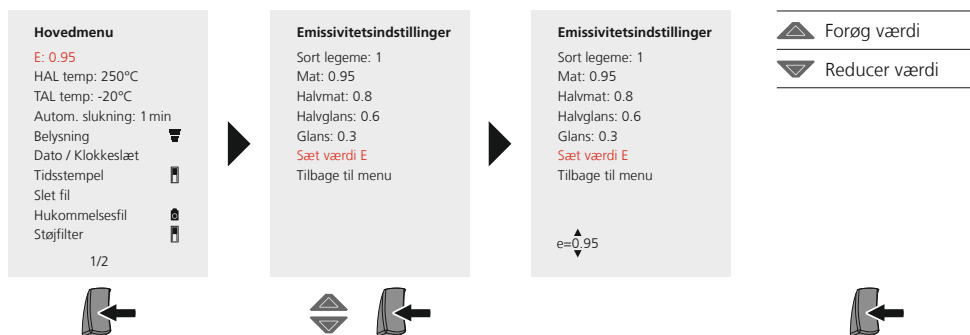 Hovedmenu
E: 0.95
HAL temp: 250°C
TAL temp: -20°C
Autom. slukning: 1 min
Belysning
Dato / Klokkeslæt
Tidsstempel
Slet fil
Hukommelsesfil
Støjfilter
1/2
Emissivitetsindstillinger
Sort legeme: 1
Mat: 0.95
Halvmat: 0.8
Halvglans: 0.6
Glans: 0.3
Sæt værdi E
Tilbage til menu
Emissivitetsindstillinger
Sort legeme: 1
Mat: 0.95
Halvmat: 0.8
Halvglans: 0.6
Glans: 0.3
Sæt værdi E
Tilbage til menu
e=0.95
Forøg værdi
Reducer værdi